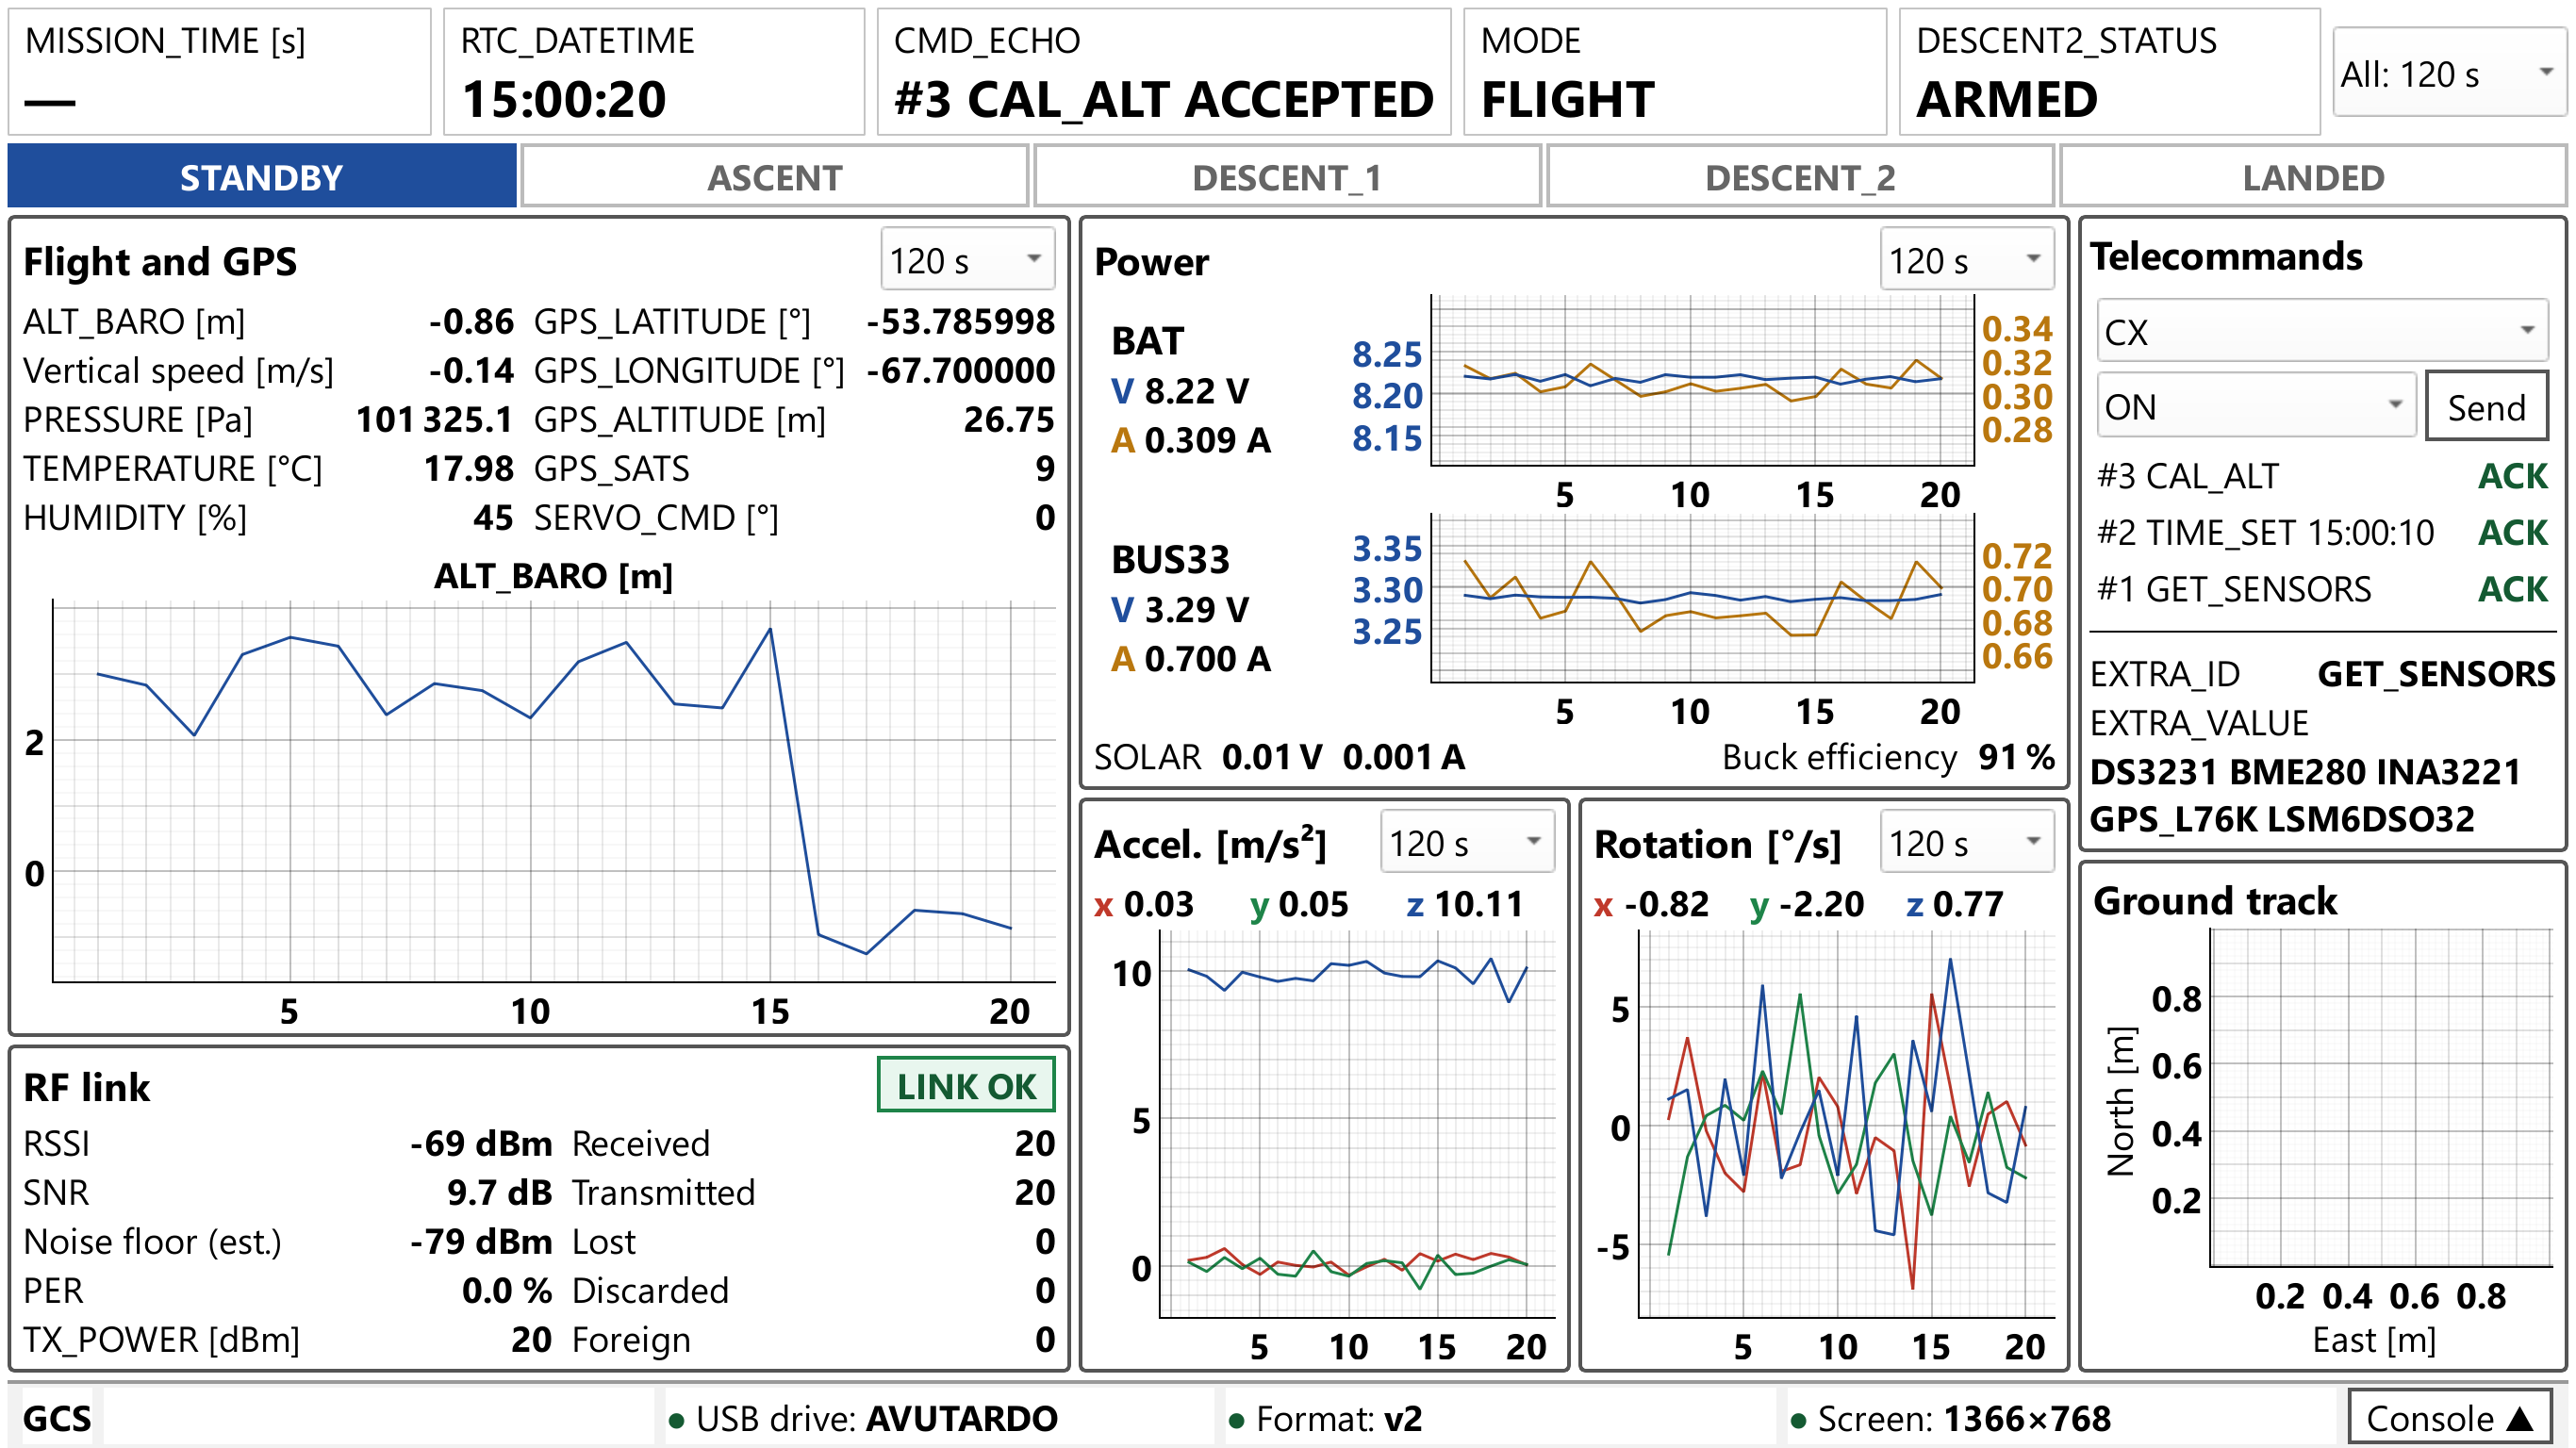 MISSION_TIME [s]
—
RTC_DATETIME
15:00:20
CMD_ECHO
#3 CAL_ALT ACCEPTED
MODE
FLIGHT
DESCENT2_STATUS
ARMED
All: 120 s
STANDBY
ASCENT
DESCENT_1
DESCENT_2
LANDED
Flight and GPS
120 s
ALT_BARO [m] -0.86 GPS_LATITUDE [°] -53.785998
Vertical speed [m/s] -0.14 GPS_LONGITUDE [°] -67.700000
PRESSURE [Pa] 101 325.1 GPS_ALTITUDE [m] 26.75
TEMPERATURE [°C] 17.98 GPS_SATS 9
HUMIDITY [%] 45 SERVO_CMD [°] 0
ALT_BARO [m]
2
0
5 10 15 20
RF link
LINK OK
RSSI -69 dBm Received 20
SNR 9.7 dB Transmitted 20
Noise floor (est.) -79 dBm Lost 0
PER 0.0 % Discarded 0
TX_POWER [dBm] 20 Foreign 0
Power
120 s
BAT
V 8.22 V
A 0.309 A
8.25
8.20
8.15
0.34
0.32
0.30
0.28
5 10 15 20
BUS33
V 3.29 V
A 0.700 A
3.35
3.30
3.25
0.72
0.70
0.68
0.66
5 10 15 20
SOLAR 0.01 V 0.001 A Buck efficiency 91 %
Accel. [m/s²]
120 s
x 0.03 y 0.05 z 10.11
10
5
0
5 10 15 20
Rotation [°/s]
120 s
x -0.82 y -2.20 z 0.77
5
0
-5
5 10 15 20
Telecommands
CX
ON
Send
#3 CAL_ALT ACK
#2 TIME_SET 15:00:10 ACK
#1 GET_SENSORS ACK
EXTRA_ID GET_SENSORS
EXTRA_VALUE
DS3231 BME280 INA3221
GPS_L76K LSM6DSO32
Ground track
North [m]
0.8
0.6
0.4
0.2
0.2 0.4 0.6 0.8
East [m]
GCS
● USB drive: AVUTARDO
● Format: v2
● Screen: 1366×768
Console ▲